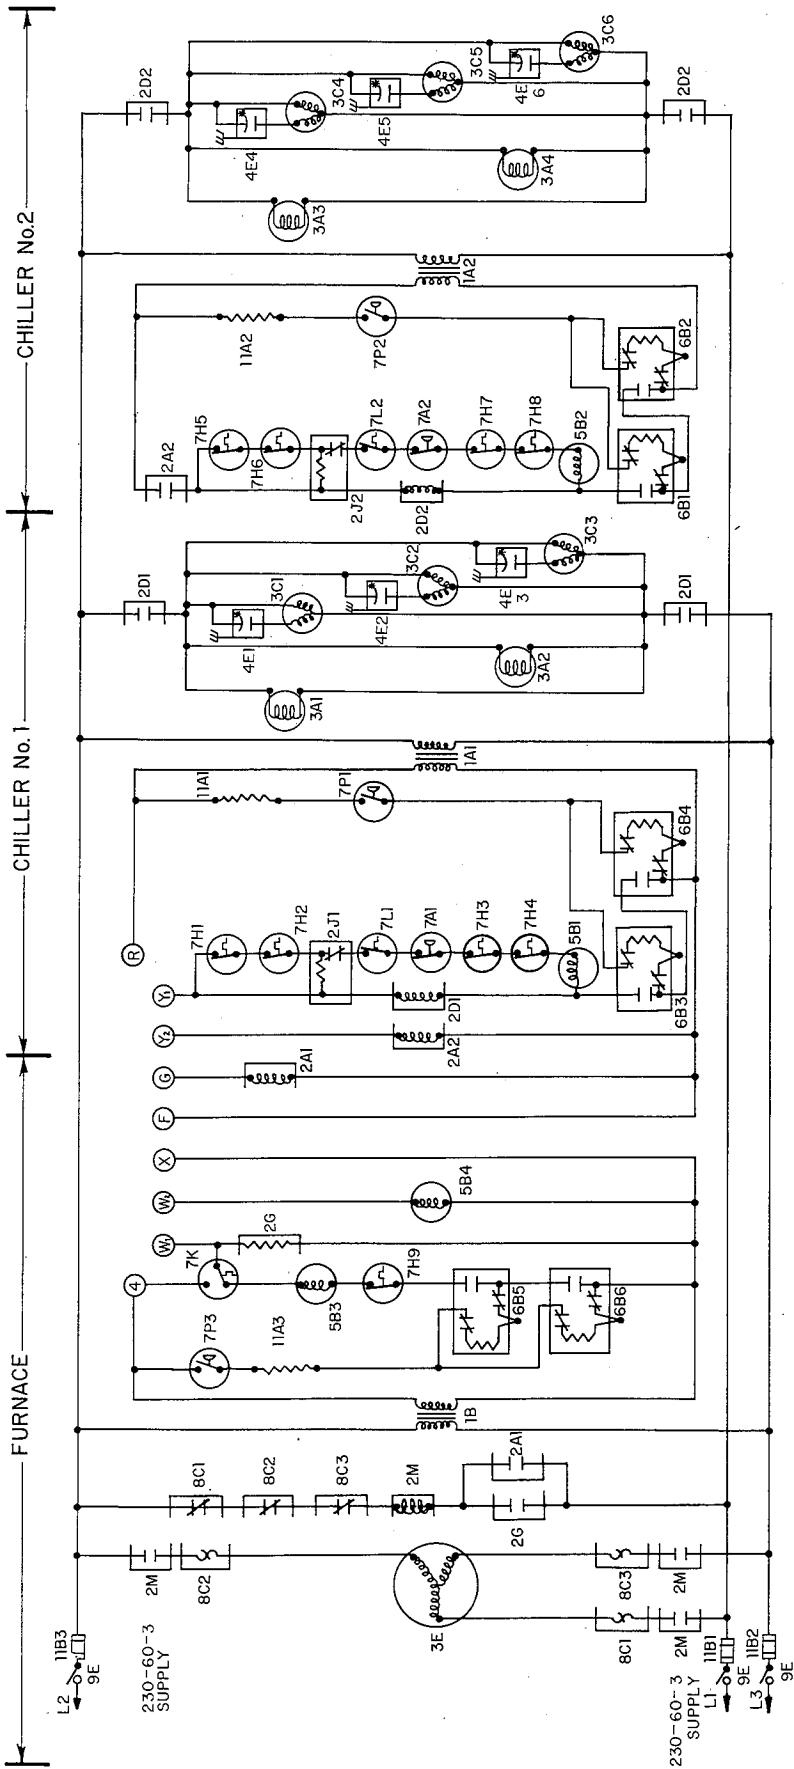 FURNACE
CHILLER No. 1
CHILLER No.2
L2
9E
11B3
230-60-3
SUPPLY
2M
8C2
3E
8C3
2M
8C1
2M
230-60-3
SUPPLY
L1
9E
11B1
L3
9E
11B2
8C1
8C2
8C3
2M
2A1
2G
1B
7P3
11A3
4
7K
5B3
7H9
6B5
6B6
W1
2G
W2
5B4
X
F
G
2A1
Y2
2A2
Y1
R
7H1
7H2
2J1
7L1
7A1
7H3
7H4
5B1
2D1
6B3
6B4
11A1
7P1
1A1
3A1
3A2
2D1
4E1
3C1
4E2
3C2
4E
3
3C3
2D1
2A2
7H5
7H6
2J2
7L2
7A2
7H7
7H8
5B2
2D2
6B1
6B2
11A2
7P2
1A2
3A3
3A4
2D2
4E4
3C4
4E5
3C5
4E
6
3C6
2D2